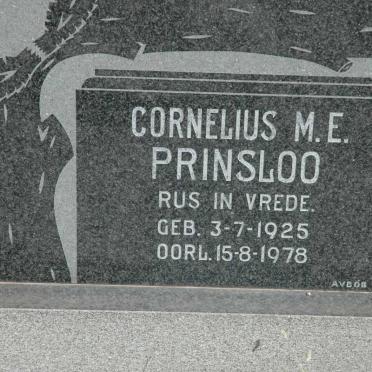 CORNELIUS M.E.
PRINSLOO
RUS IN VREDE.
GEB. 3-7-1925
OORL. 15-8-1978
AVBOB